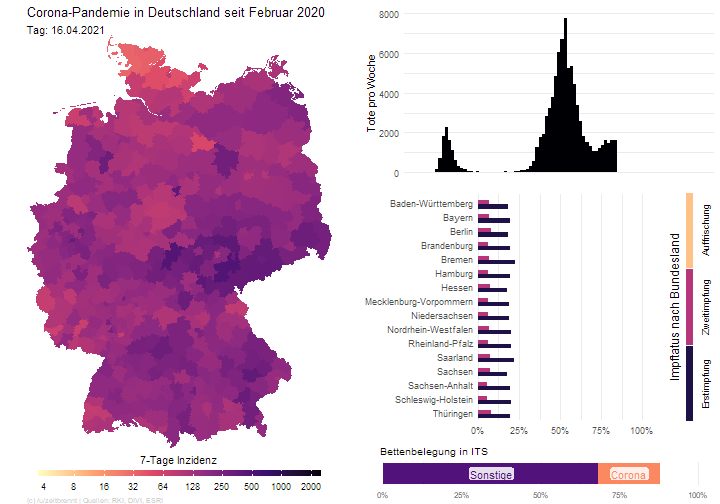 Corona-Pandemie in Deutschland seit Februar 2020
Tag: 16.04.2021
7-Tage Inzidenz
4 8 16 32 64 128 250 500 1000 2000
(c) /u/zeitbrennt | Quellen: RKI, DIVI, ESRI
Tote pro Woche
8000
6000
4000
2000
0
Baden-Württemberg
Bayern
Berlin
Brandenburg
Bremen
Hamburg
Hessen
Mecklenburg-Vorpommern
Niedersachsen
Nordrhein-Westfalen
Rheinland-Pfalz
Saarland
Sachsen
Sachsen-Anhalt
Schleswig-Holstein
Thüringen
0% 25% 50% 75% 100%
Impfstatus nach Bundesland
Auffrischung
Zweitimpfung
Erstimpfung
Bettenbelegung in ITS
Sonstige Corona
0% 25% 50% 75% 100%